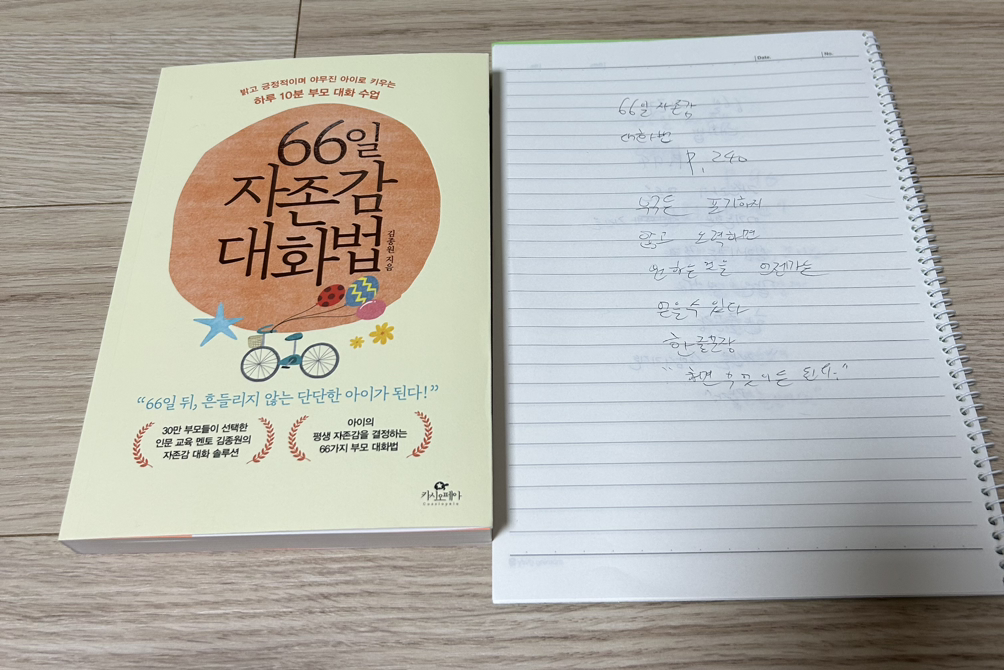 밝고 긍정적이며 야무진 아이로 키우는
하루 10분 부모 대화 수업
66일
자존감
대화법
김종원 지음
“66일 뒤, 흔들리지 않는 단단한 아이가 된다!”
30만 부모들이 선택한
인문 교육 멘토 김종원의
자존감 대화 솔루션
아이의
평생 자존감을 결정하는
66가지 부모 대화법
카시오페아
Cassiopeia
Date.
No.
66일 자존감
대화법
P. 240
누구든 포기하지
않고 노력하면
원하는 것을 언젠가는
얻을 수 있다
한 글 문장
"하면 된다."